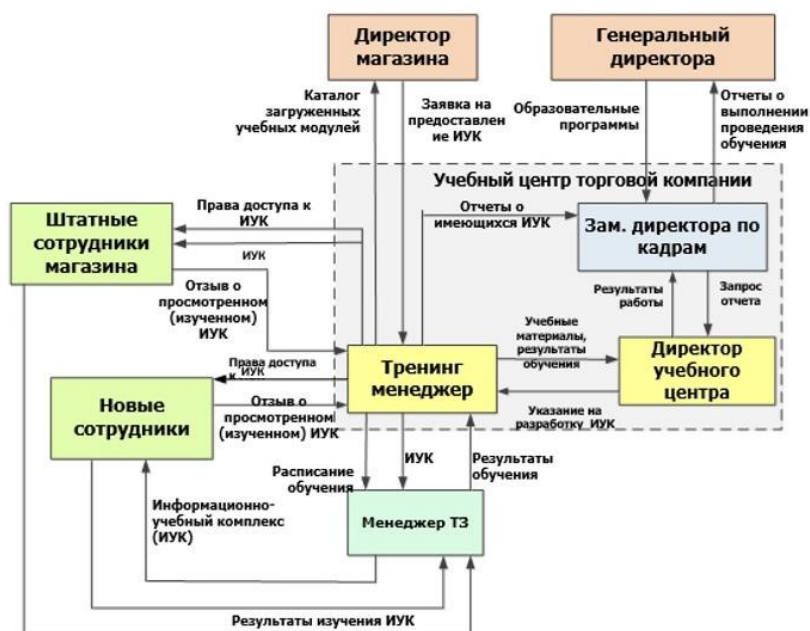 Директор
магазина
Генеральный
директора
Каталог
загруженных
учебных модулей
Заявка на
предоставлен
ие ИУК
Образовательные
программы
Отчеты о
выполнении
проведения
обучения
Учебный центр торговой компании
Штатные
сотрудники
магазина
Права доступа к
ИУК
Отчеты о
имеющихся ИУК
Зам. директора по
кадрам
ИУК
Отзыв о
просмотренном
(изученном)
ИУК
Результаты
работы
Запрос
отчета
Тренинг
менеджер
Учебные
материалы,
результаты
обучения
Директор
учебного
центра
Права доступа
к ИУК
Новые
сотрудники
Отзыв о
просмотренном
(изученном) ИУК
Указание на
разработку ИУК
Расписание
обучения
ИУК
Результаты
обучения
Информационно-
учебный комплекс
(ИУК)
Менеджер ТЗ
Результаты изучения ИУК